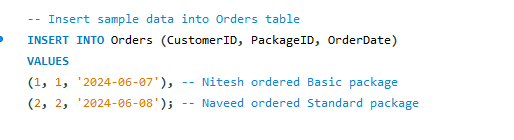 -- Insert sample data into Orders table
INSERT INTO Orders (CustomerID, PackageID, OrderDate)
VALUES
(1, 1, '2024-06-07'), -- Nitesh ordered Basic package
(2, 2, '2024-06-08'); -- Naveed ordered Standard package